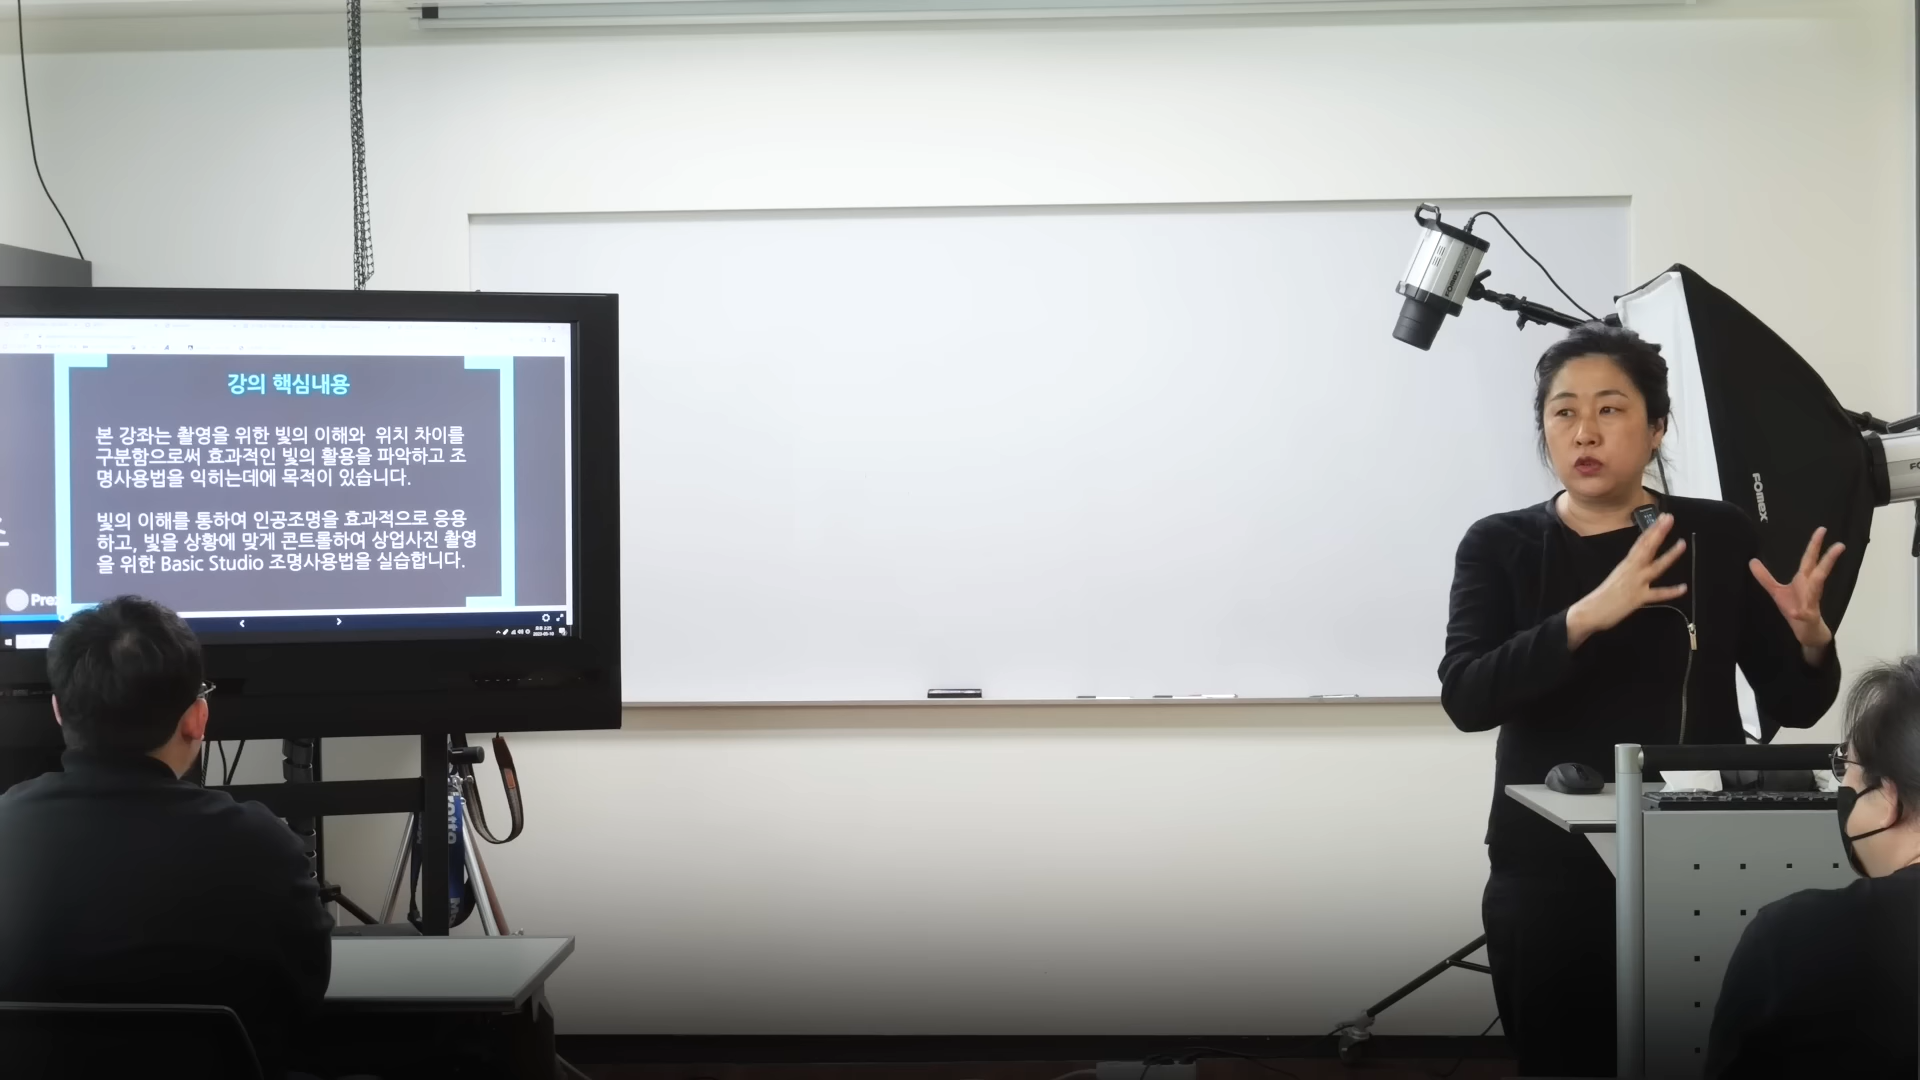 강의 핵심내용
본 강좌는 촬영을 위한 빛의 이해와 위치 차이를
구분함으로써 효과적인 빛의 활용을 파악하고 조
명사용법을 익히는데에 목적이 있습니다.
빛의 이해를 통하여 인공조명을 효과적으로 응용
하고, 빛을 상황에 맞게 콘트롤하여 상업사진 촬영
을 위한 Basic Studio 조명사용법을 실습합니다.
FOMEX
FOMEX